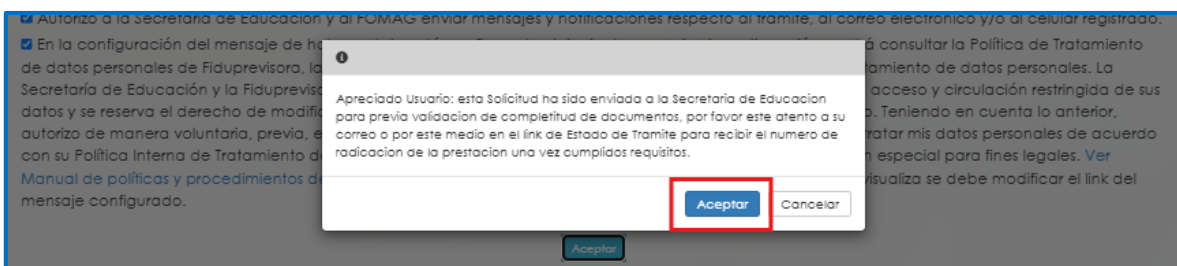 Autorizo a la Secretaria de Educación y al FOMAG enviar mensajes y notificaciones respecto al trámite, al correo electrónico y/o al celular registrado.
En la configuración del mensaje de á consultar la Política de Tratamiento
de datos personales de Fiduprevisora, la tamiento de datos personales. La
Secretaría de Educación y la acceso y circulación restringida de sus
datos y se reserva el derecho de Teniendo en cuenta lo anterior,
autorizo de manera voluntaria, previa, e ratar mis datos personales de acuerdo
con su Política Interna de Tratamiento d n especial para fines legales. Ver
Manual de políticas y procedimientos d visualiza se debe modificar el link del
mensaje configurado.
Apreciado Usuario: esta Solicitud ha sido enviada a la Secretaria de Educacion
para previa validacion de completitud de documentos, por favor este atento a su
correo o por este medio en el link de Estado de Tramite para recibir el numero de
radicacion de la prestacion una vez cumplidos requisitos.
Aceptar Cancelar
Aceptar